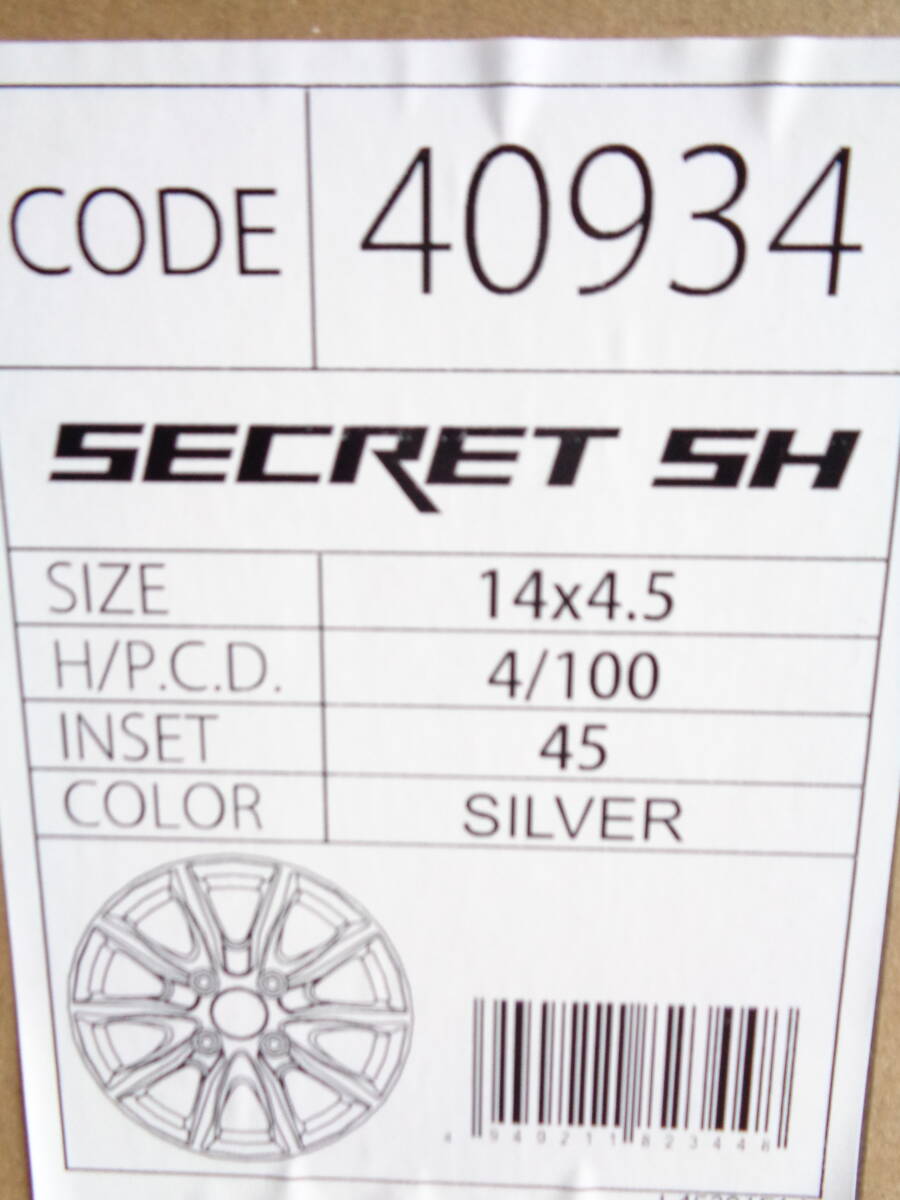 CODE 40934
SECRET SH
SIZE 14x4.5
H/P.C.D. 4/100
INSET 45
COLOR SILVER